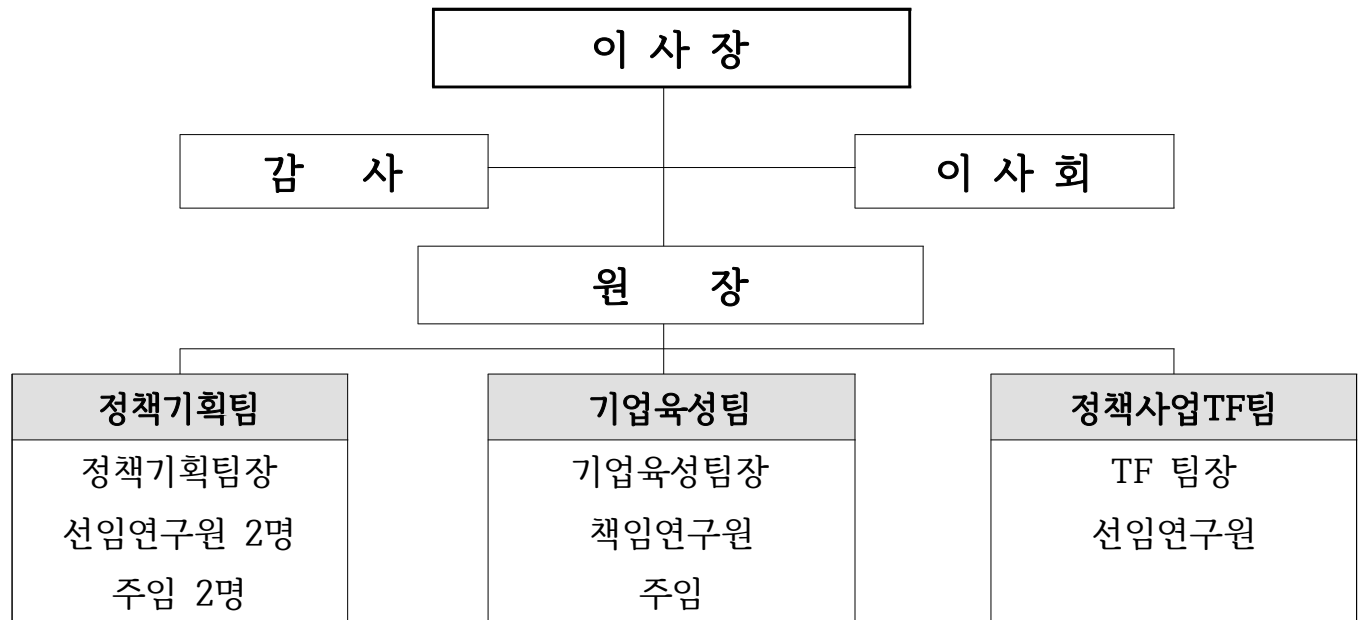 이 사 장
감 사
이 사 회
원 장
정책기획팀
정책기획팀장
선임연구원 2명
주임 2명
기업육성팀
기업육성팀장
책임연구원
주임
정책사업TF팀
TF 팀장
선임연구원